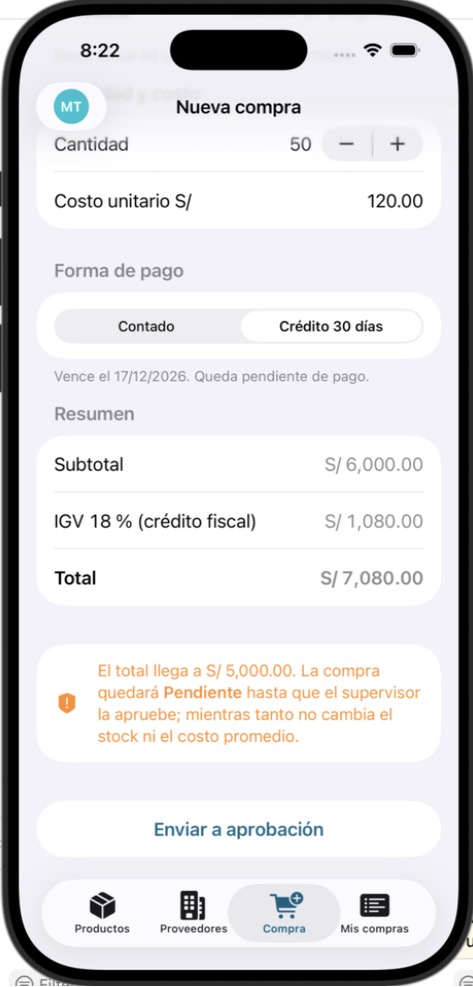 8:22
MT
Nueva compra
Cantidad 50 − +
Costo unitario S/ 120.00
Forma de pago
Contado Crédito 30 días
Vence el 17/12/2026. Queda pendiente de pago.
Resumen
Subtotal S/ 6,000.00
IGV 18 % (crédito fiscal) S/ 1,080.00
Total S/ 7,080.00
El total llega a S/ 5,000.00. La compra
quedará Pendiente hasta que el supervisor
la apruebe; mientras tanto no cambia el
stock ni el costo promedio.
Enviar a aprobación
Productos Proveedores Compra Mis compras